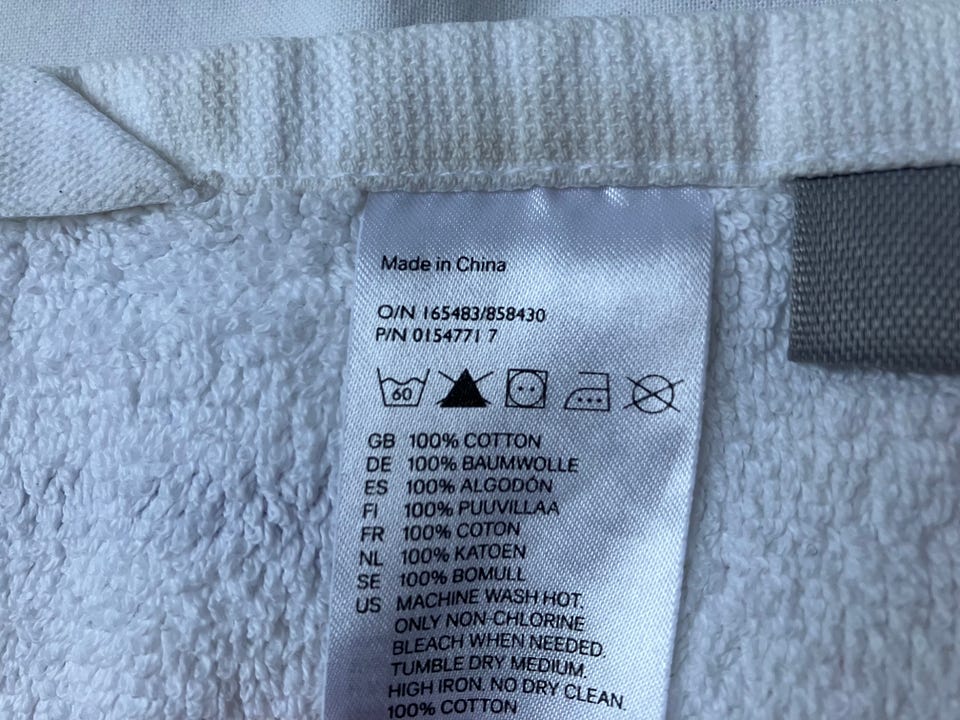 Made in China
O/N 165483/858430
P/N 0154771 7
60
GB 100% COTTON
DE 100% BAUMWOLLE
ES 100% ALGODÓN
FI 100% PUUVILLAA
FR 100% COTON
NL 100% KATOEN
SE 100% BOMULL
US MACHINE WASH HOT.
ONLY NON-CHLORINE
BLEACH WHEN NEEDED.
TUMBLE DRY MEDIUM.
HIGH IRON. NO DRY CLEAN
100% COTTON